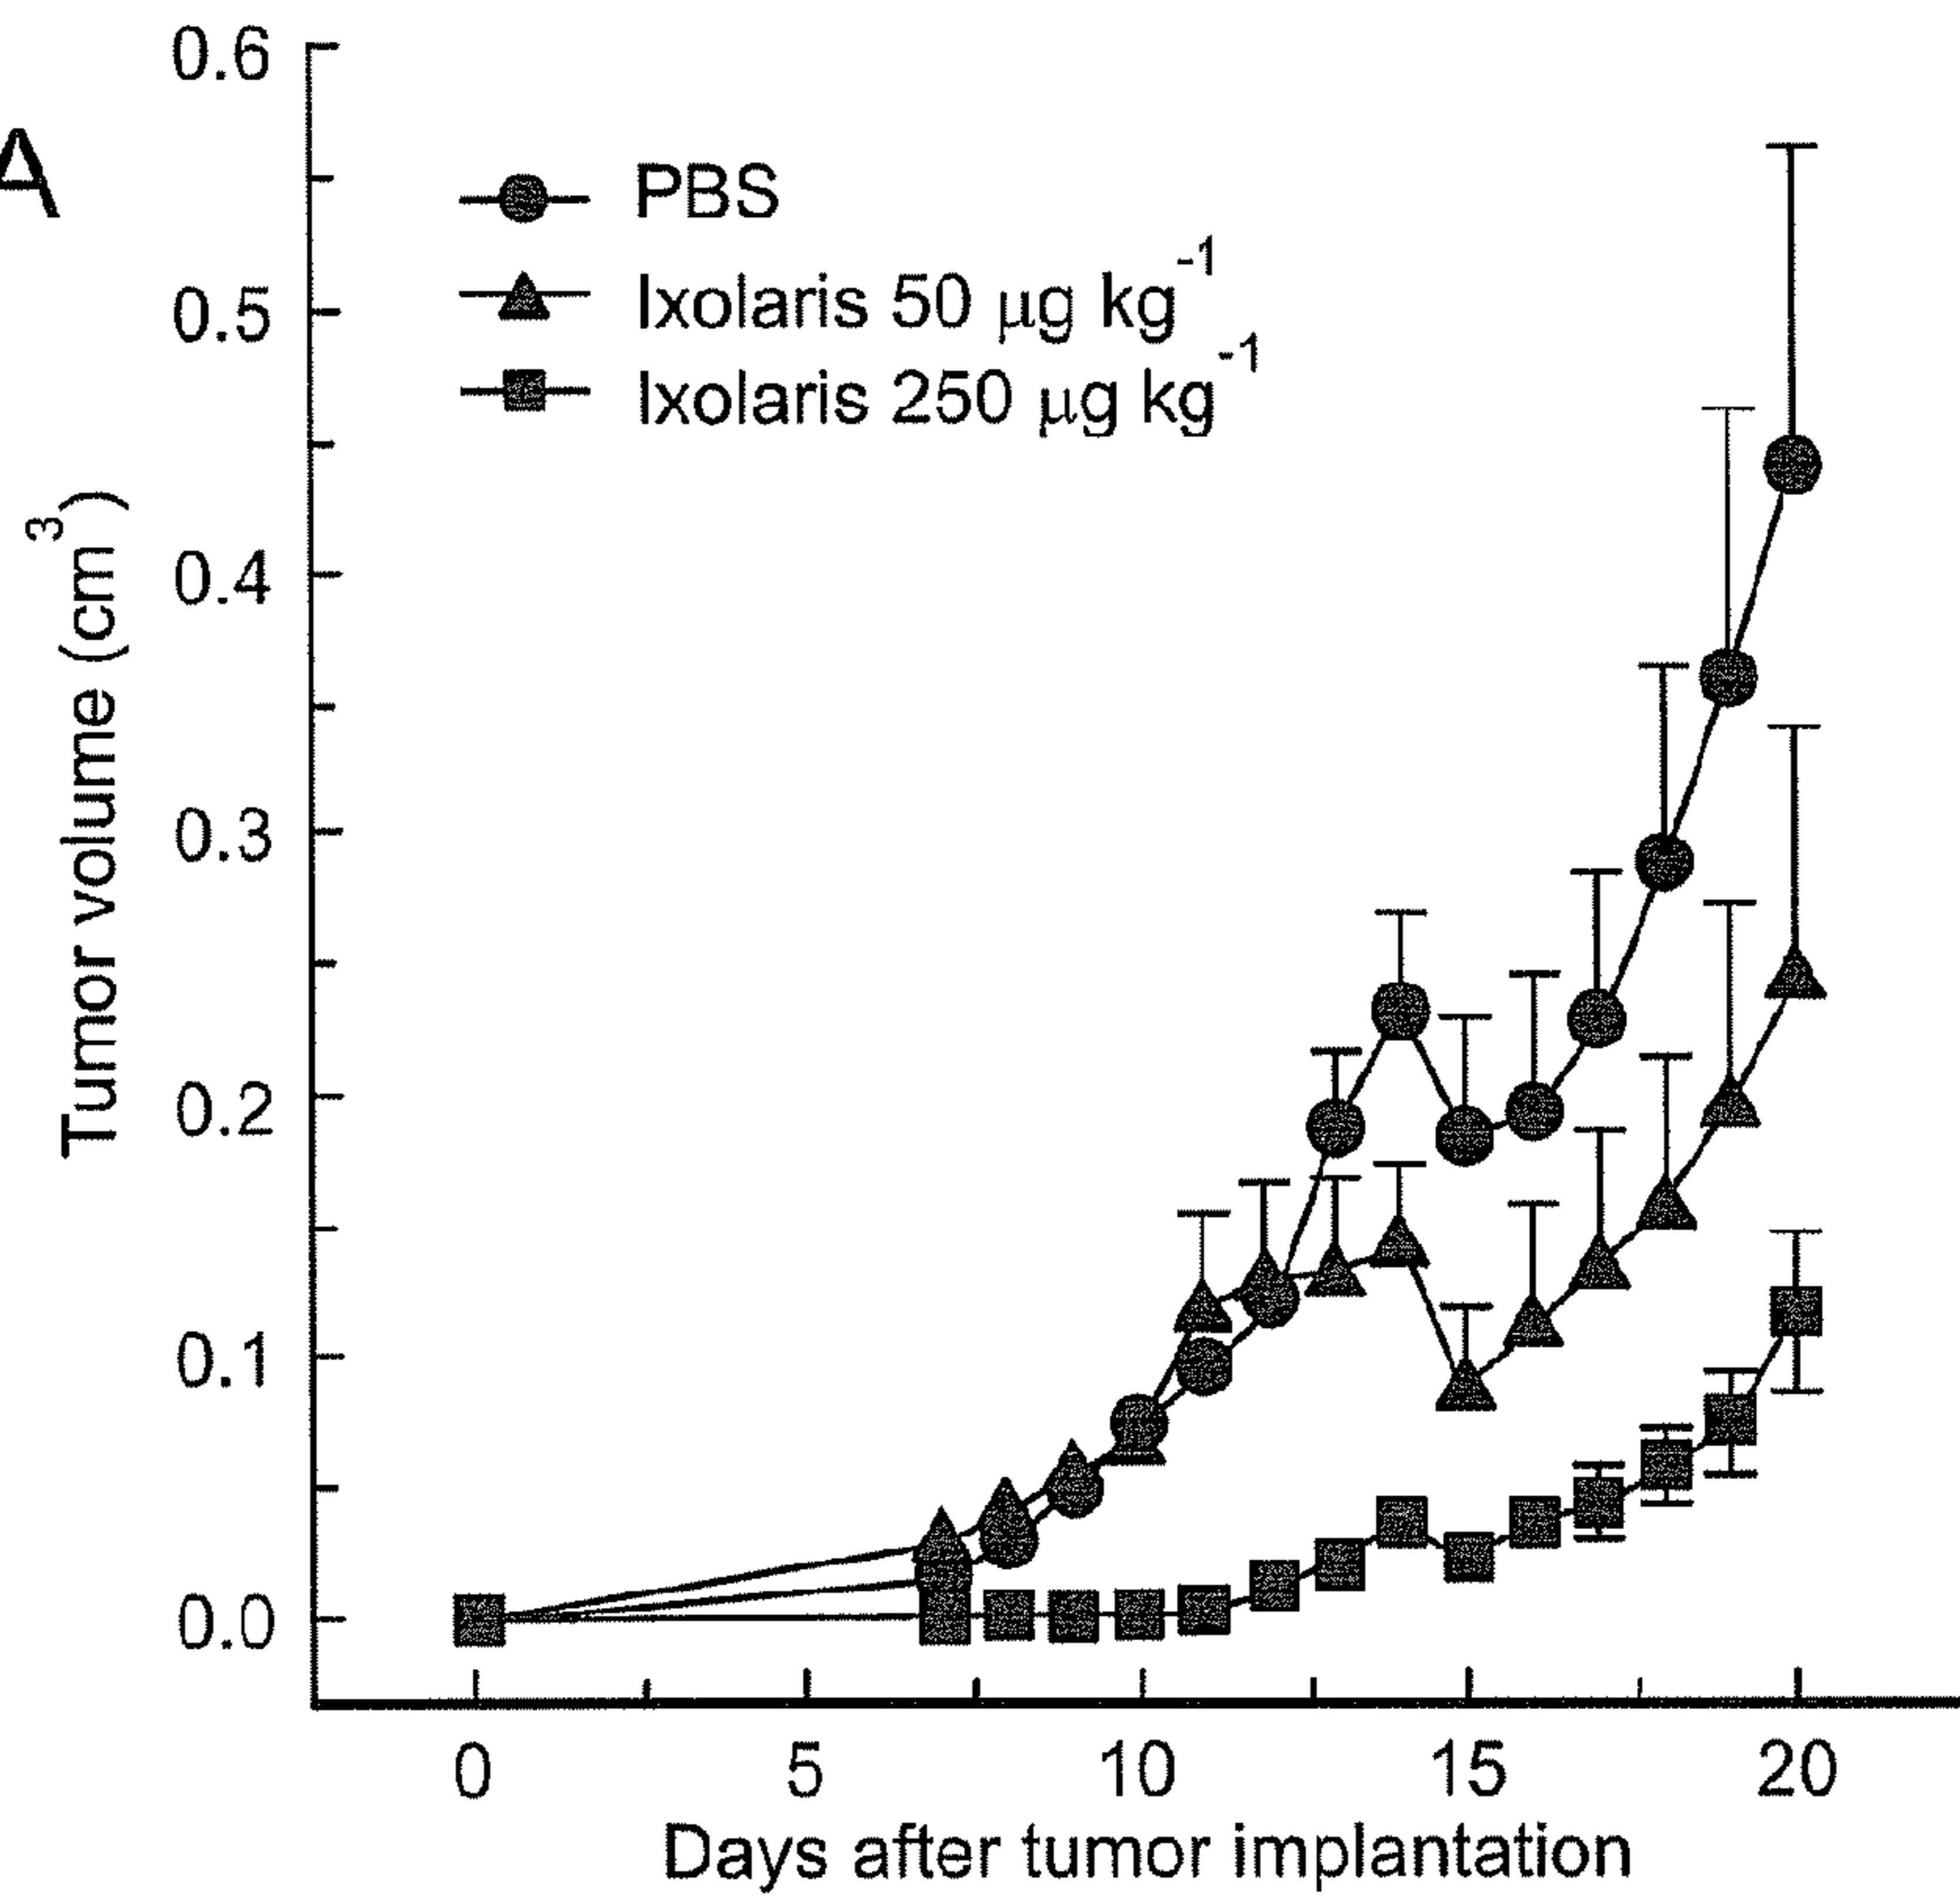 A
0.6
0.5
0.4
0.3
0.2
0.1
0.0
Tumor volume (cm³)
PBS
Ixolaris 50 µg kg⁻¹
Ixolaris 250 µg kg⁻¹
0 5 10 15 20
Days after tumor implantation